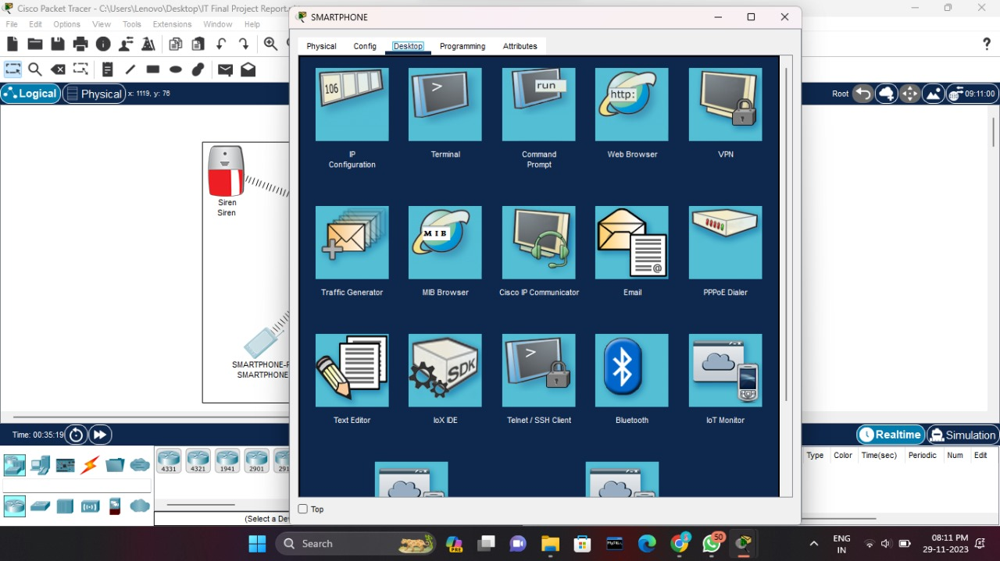 Cisco Packet Tracer - C:\Users\Lenovo\Desktop\IT Final Project Report.
SMARTPHONE
File Edit Options View Tools Extensions Window Help
Physical Config Desktop Programming Attributes
?
Logical Physical x: 1119, y: 76
Root 09:11:00
106
>
run
http:
IP
Configuration
Terminal
Command
Prompt
Web Browser
VPN
Siren
Siren
MIB
@
Traffic Generator
MIB Browser
Cisco IP Communicator
Email
PPPoE Dialer
SDK
>
SMARTPHONE-P
SMARTPHONE
Text Editor
IoX IDE
Telnet / SSH Client
Bluetooth
IoT Monitor
Time: 00:35:19
Realtime Simulation
4331 4321 1941 2901 291
Type Color Time(sec) Periodic Num Edit
Top
(Select a De
Search
PRE
50
ENG
IN
08:11 PM
29-11-2023